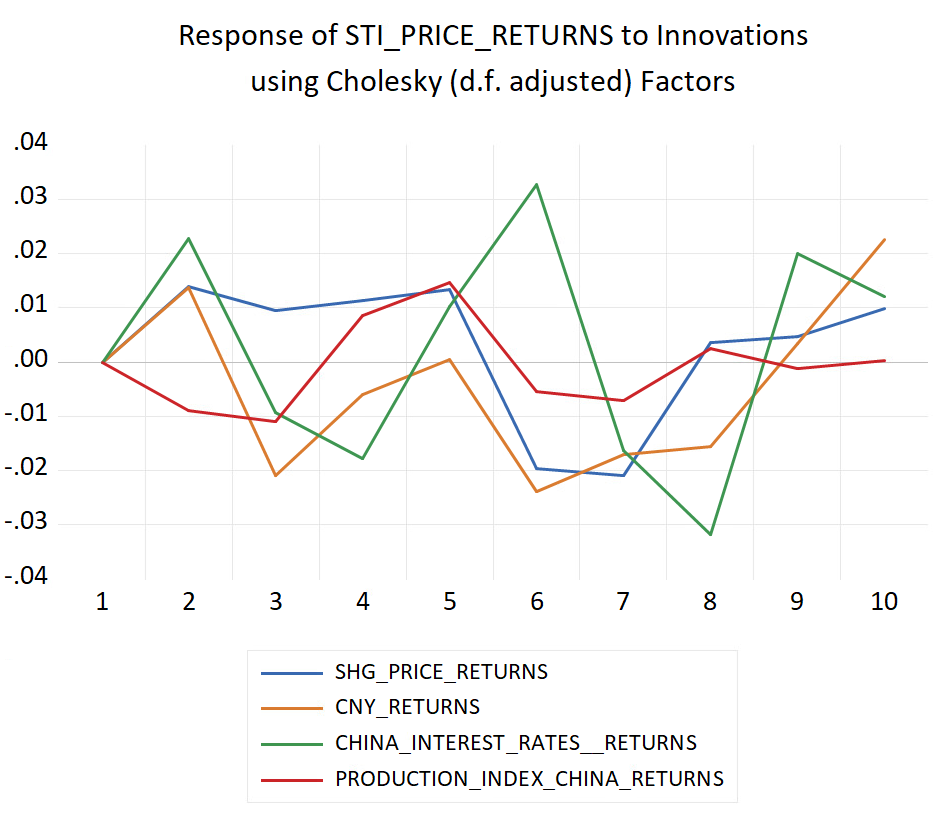 Response of STI_PRICE_RETURNS to Innovations
using Cholesky (d.f. adjusted) Factors
.04
.03
.02
.01
.00
-.01
-.02
-.03
-.04
1 2 3 4 5 6 7 8 9 10
SHG_PRICE_RETURNS
CNY_RETURNS
CHINA_INTEREST_RATES__RETURNS
PRODUCTION_INDEX_CHINA_RETURNS